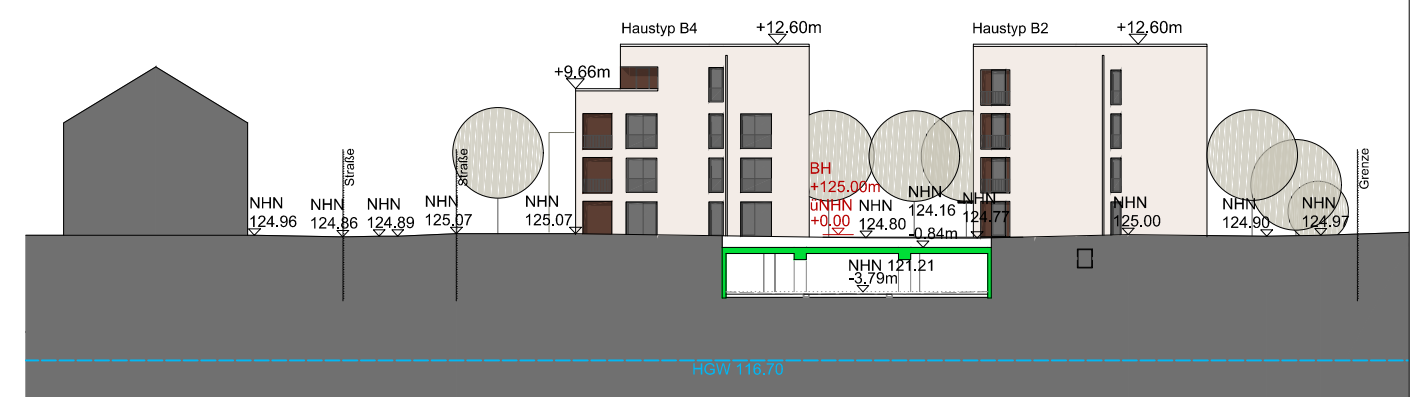 Haustyp B4
+12.60m
Haustyp B2
+12.60m
+9.66m
Straße
Straße
Grenze
BH
+125.00m
üNHN
+0.00
NHN
124.96
NHN
124.86
NHN
124.89
NHN
125.07
NHN
125.07
NHN
124.80
NHN
124.16
-0.84m
NHN
124.77
NHN
125.00
NHN
124.90
NHN
124.97
NHN 121.21
-3.79m
HGW 116.70